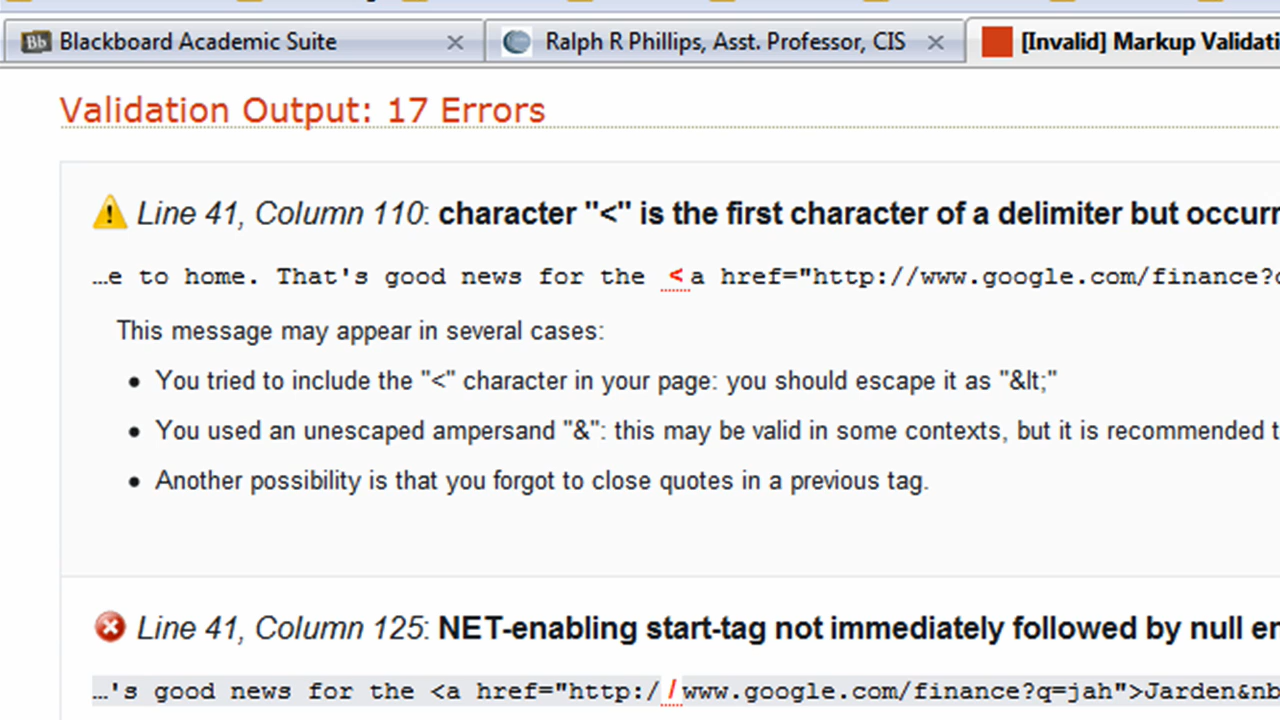 Bb Blackboard Academic Suite Ralph R Phillips, Asst. Professor, CIS [Invalid] Markup Validati
Validation Output: 17 Errors
Line 41, Column 110: character "<" is the first character of a delimiter but occurr
…e to home. That's good news for the <a href="http://www.google.com/finance?
This message may appear in several cases:
• You tried to include the "<" character in your page: you should escape it as "&lt;"
• You used an unescaped ampersand "&": this may be valid in some contexts, but it is recommended t
• Another possibility is that you forgot to close quotes in a previous tag.
Line 41, Column 125: NET-enabling start-tag not immediately followed by null en
…'s good news for the <a href="http:/ /www.google.com/finance?q=jah">Jarden&nb